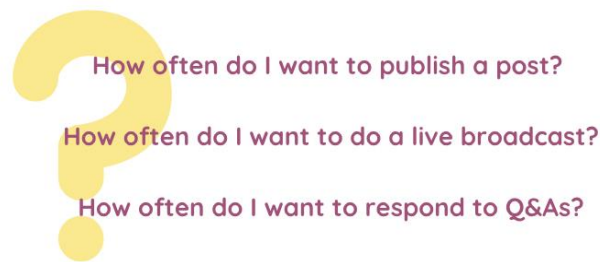 How often do I want to publish a post?
How often do I want to do a live broadcast?
How often do I want to respond to Q&As?